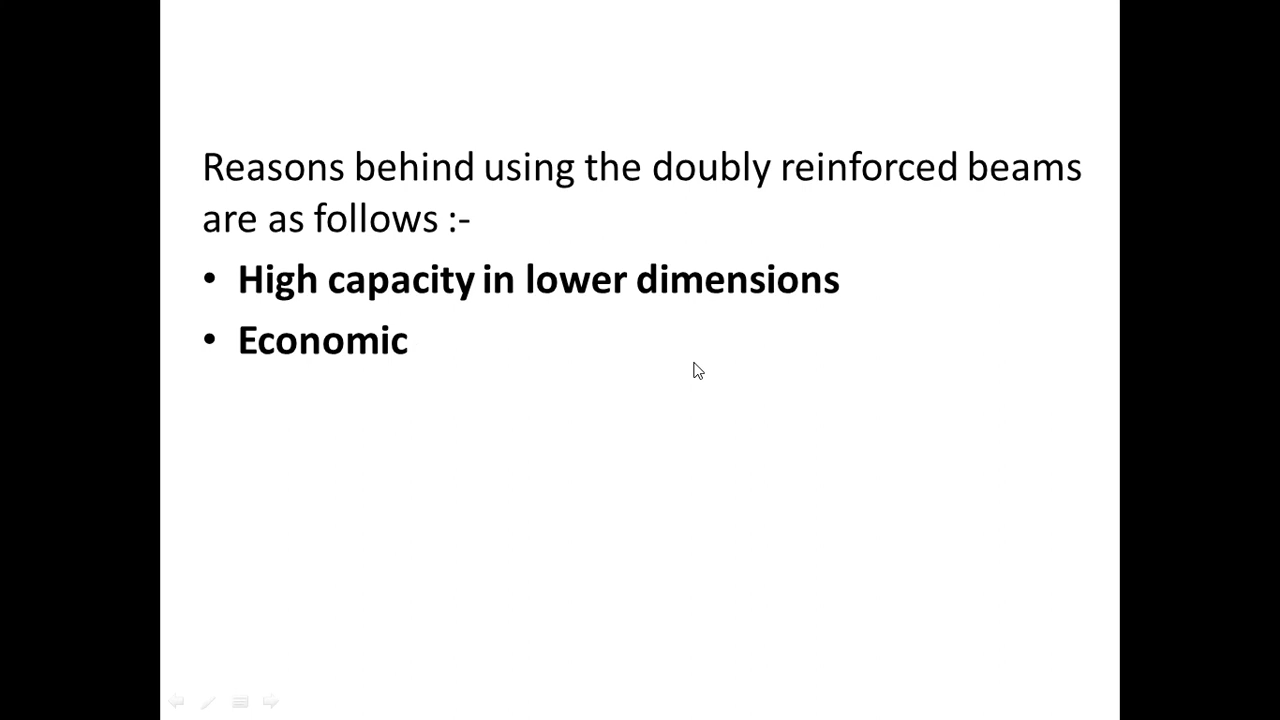 Reasons behind using the doubly reinforced beams
are as follows :-
• High capacity in lower dimensions
• Economic